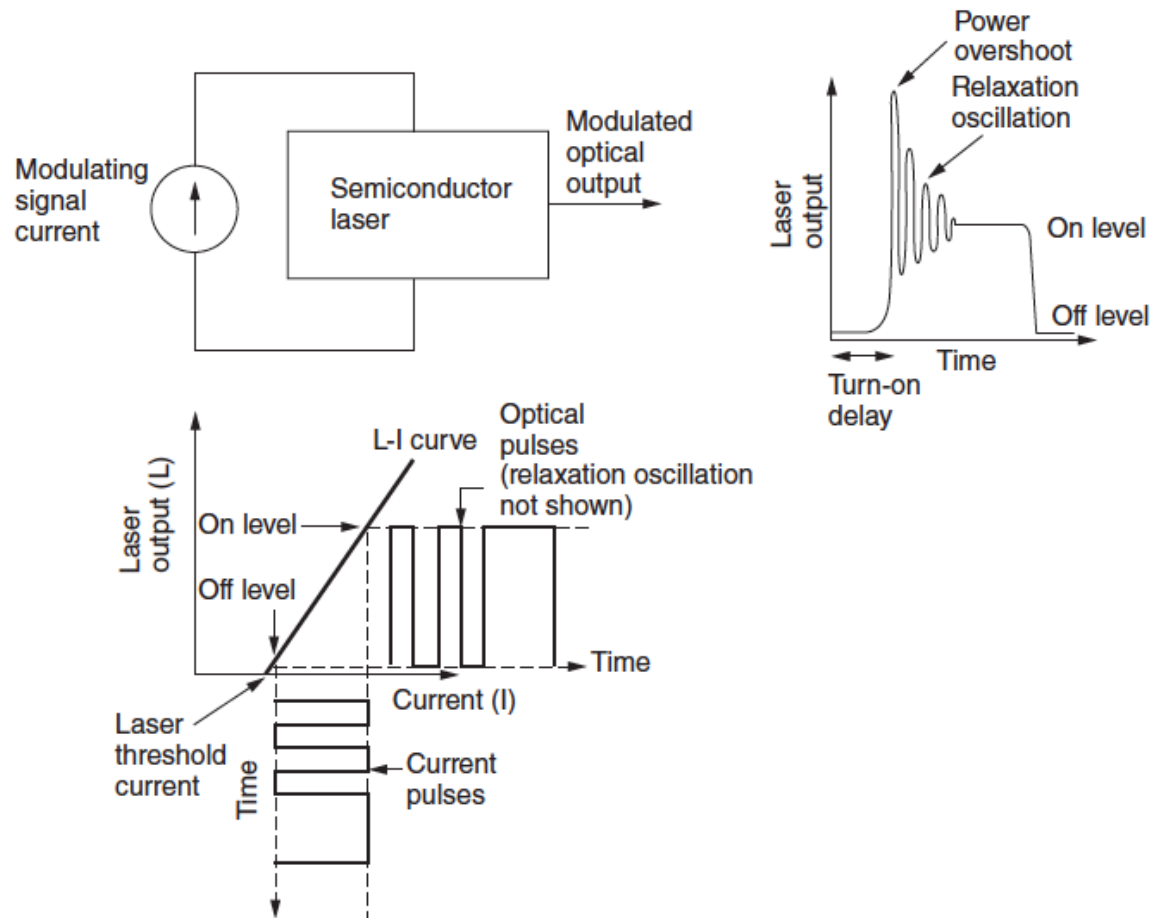 Modulating
signal
current
Semiconductor
laser
Modulated
optical
output
Power
overshoot
Relaxation
oscillation
Laser
output
On level
Off level
Time
Turn-on
delay
Laser
output (L)
L-I curve
Optical
pulses
(relaxation oscillation
not shown)
On level
Off level
Time
Current (I)
Laser
threshold
current
Time
Current
pulses